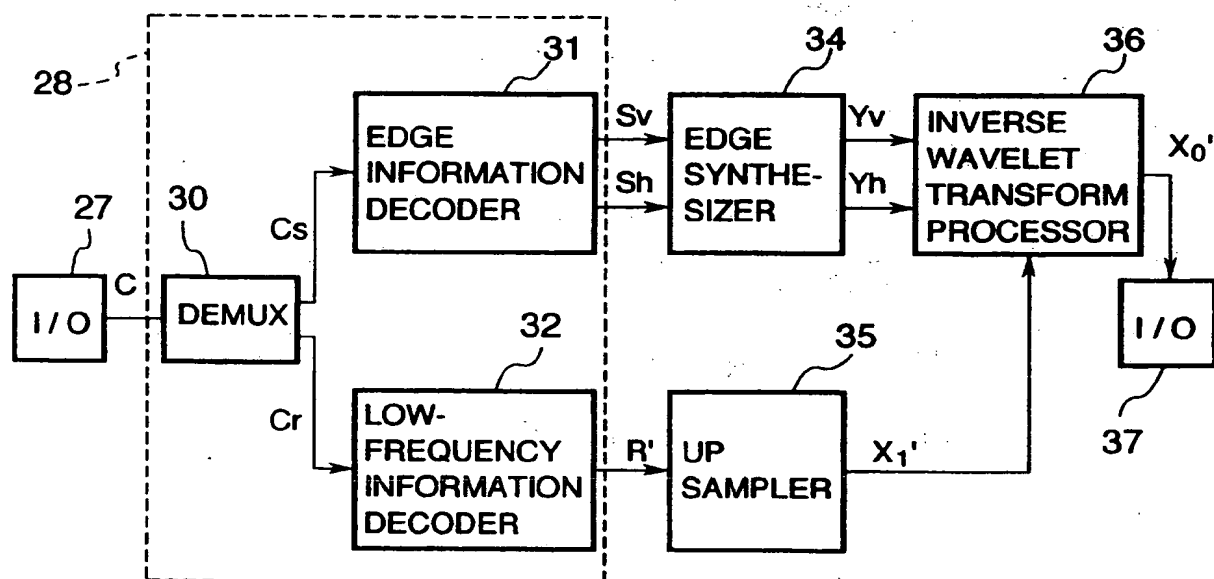 28
31
34
36
EDGE
INFORMATION
DECODER
Sv
Sh
EDGE
SYNTHE-
SIZER
Yv
Yh
INVERSE
WAVELET
TRANSFORM
PROCESSOR
X0'
27
I/O
C
30
DEMUX
Cs
Cr
32
LOW-
FREQUENCY
INFORMATION
DECODER
R'
35
UP
SAMPLER
X1'
I/O
37